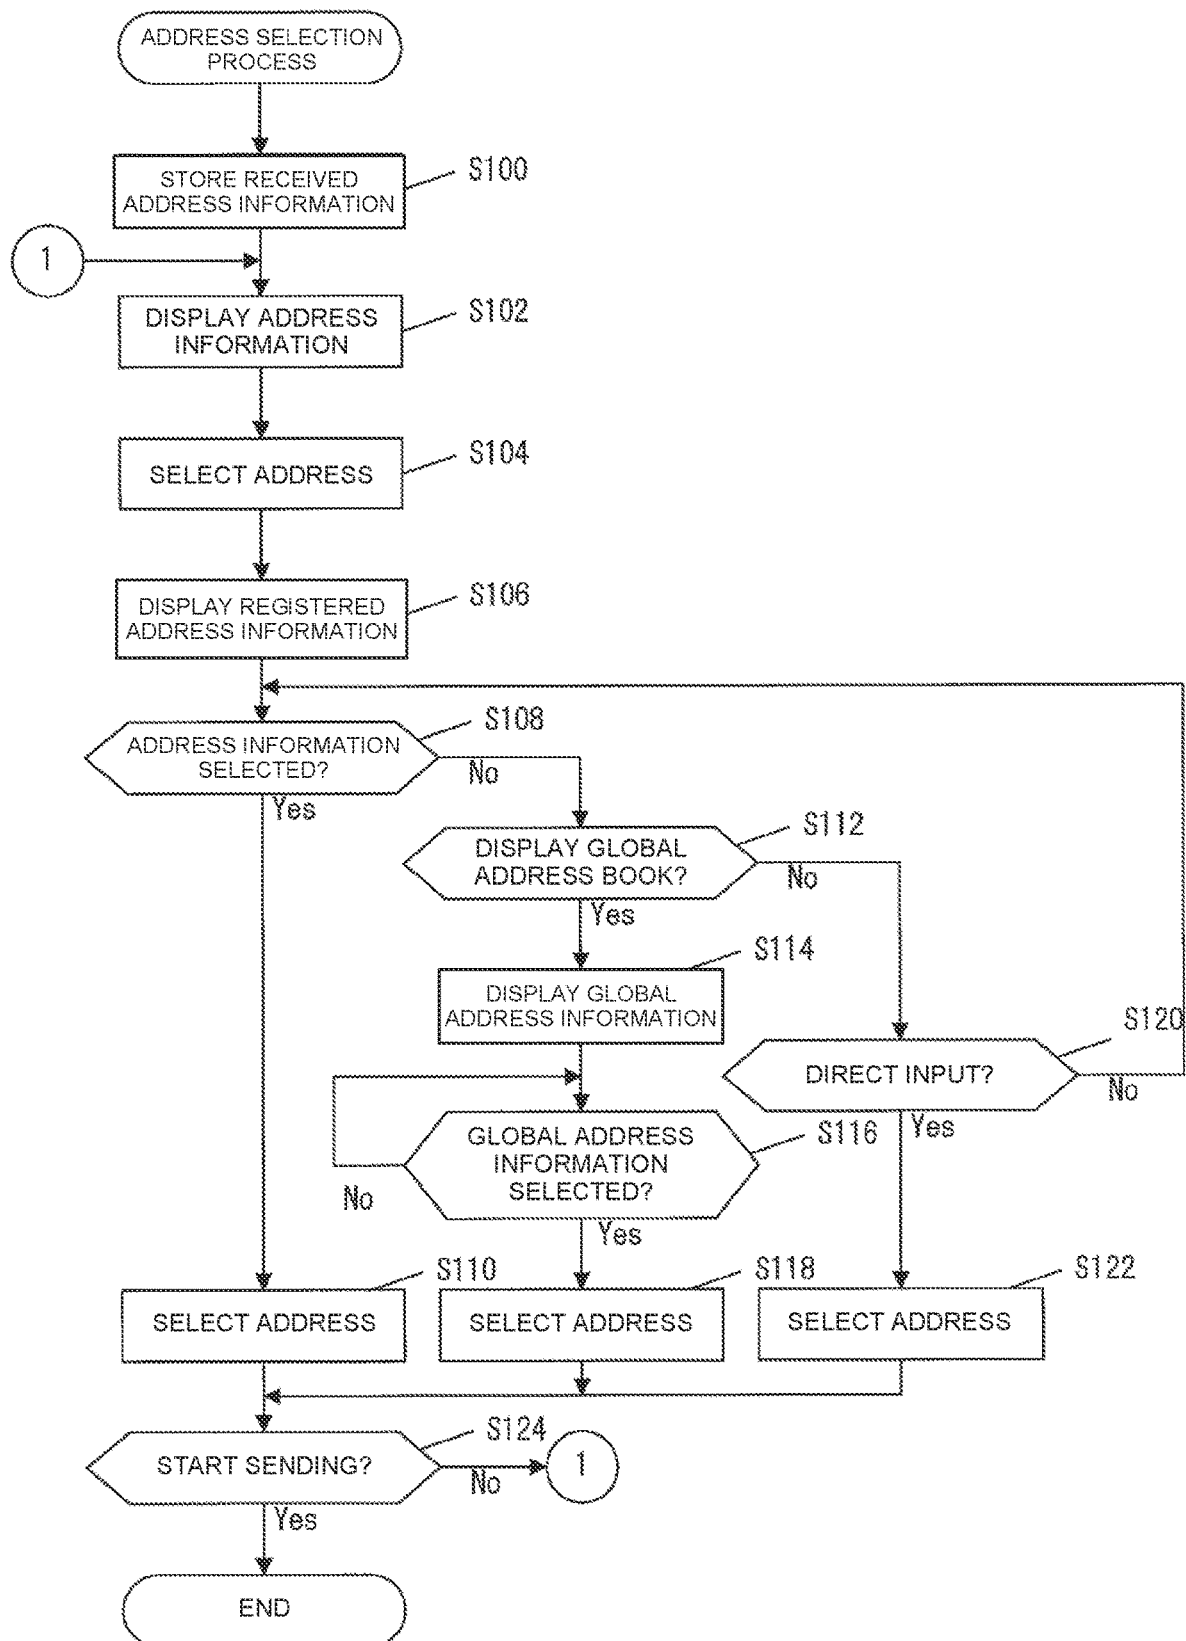 ADDRESS SELECTION
PROCESS
S100
STORE RECEIVED
ADDRESS INFORMATION
1
S102
DISPLAY ADDRESS
INFORMATION
S104
SELECT ADDRESS
S106
DISPLAY REGISTERED
ADDRESS INFORMATION
S108
ADDRESS INFORMATION
SELECTED?
No
Yes
S112
DISPLAY GLOBAL
ADDRESS BOOK?
No
Yes
S114
DISPLAY GLOBAL
ADDRESS INFORMATION
S120
DIRECT INPUT?
No
Yes
S116
GLOBAL ADDRESS
INFORMATION
SELECTED?
No
Yes
S110
SELECT ADDRESS
S118
SELECT ADDRESS
S122
SELECT ADDRESS
S124
START SENDING?
No
1
Yes
END